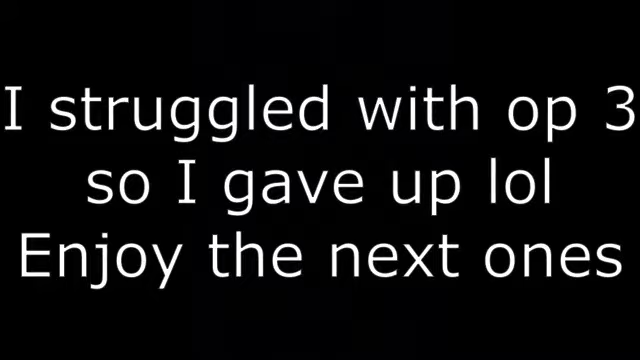 I struggled with op 3
so I gave up lol
Enjoy the next ones